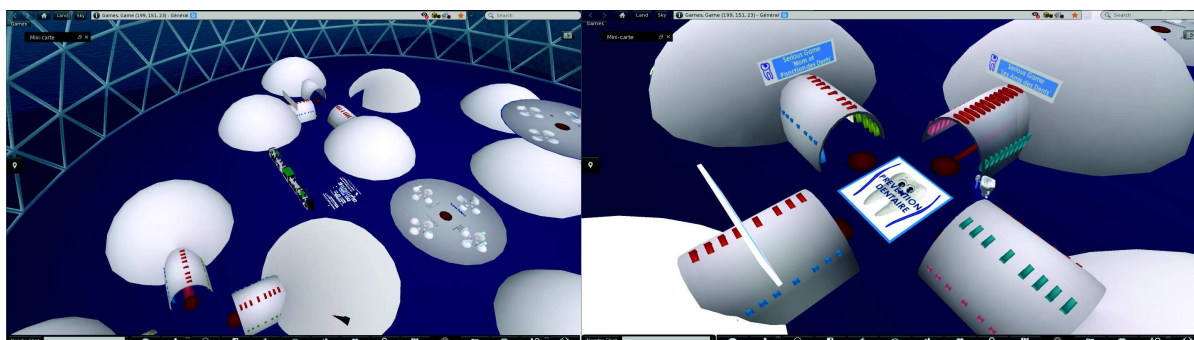 Land Sky Games, Game (199, 151, 23) - Général Search
Games
Mini-carte
Land Sky Games, Game (199, 151, 23) - Général Search
Games
Mini-carte
Serious Game
"Nom et
Fonction des Dents"
Serious Game
"Les Amis des Dents"
PREVENTION
DENTAIRE